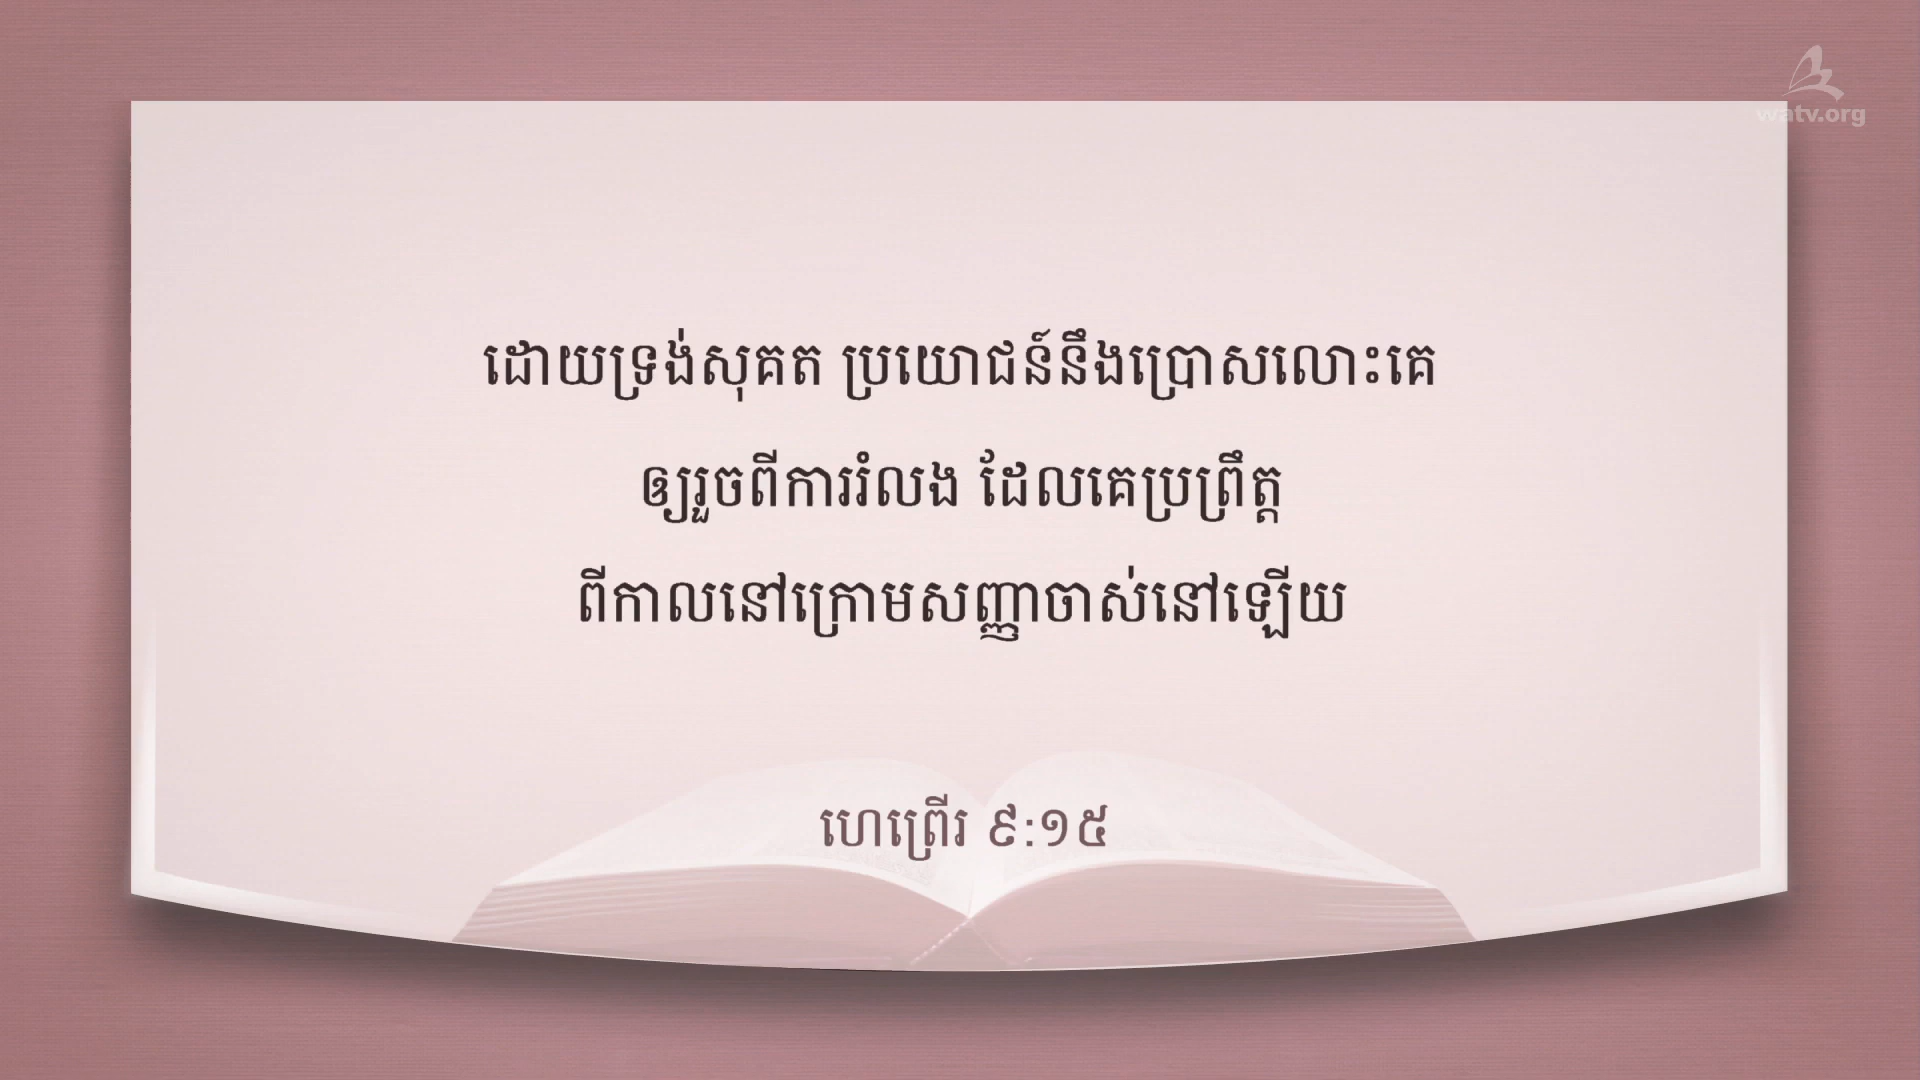 watv.org
ដោយទ្រង់សុគត ប្រយោជន៍នឹងប្រោសលោះគេ
ឲ្យរួចពីការរំលង ដែលគេប្រព្រឹត្ត
ពីកាលនៅក្រោមសញ្ញាចាស់នៅឡើយ
ហេព្រើរ ៩:១៥